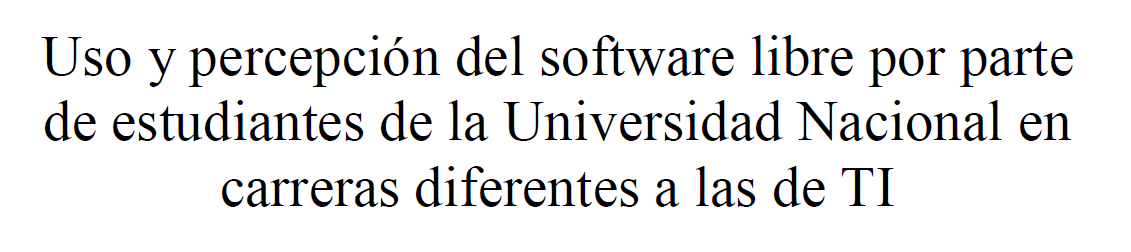 Uso y percepción del software libre por parte
de estudiantes de la Universidad Nacional en
carreras diferentes a las de TI